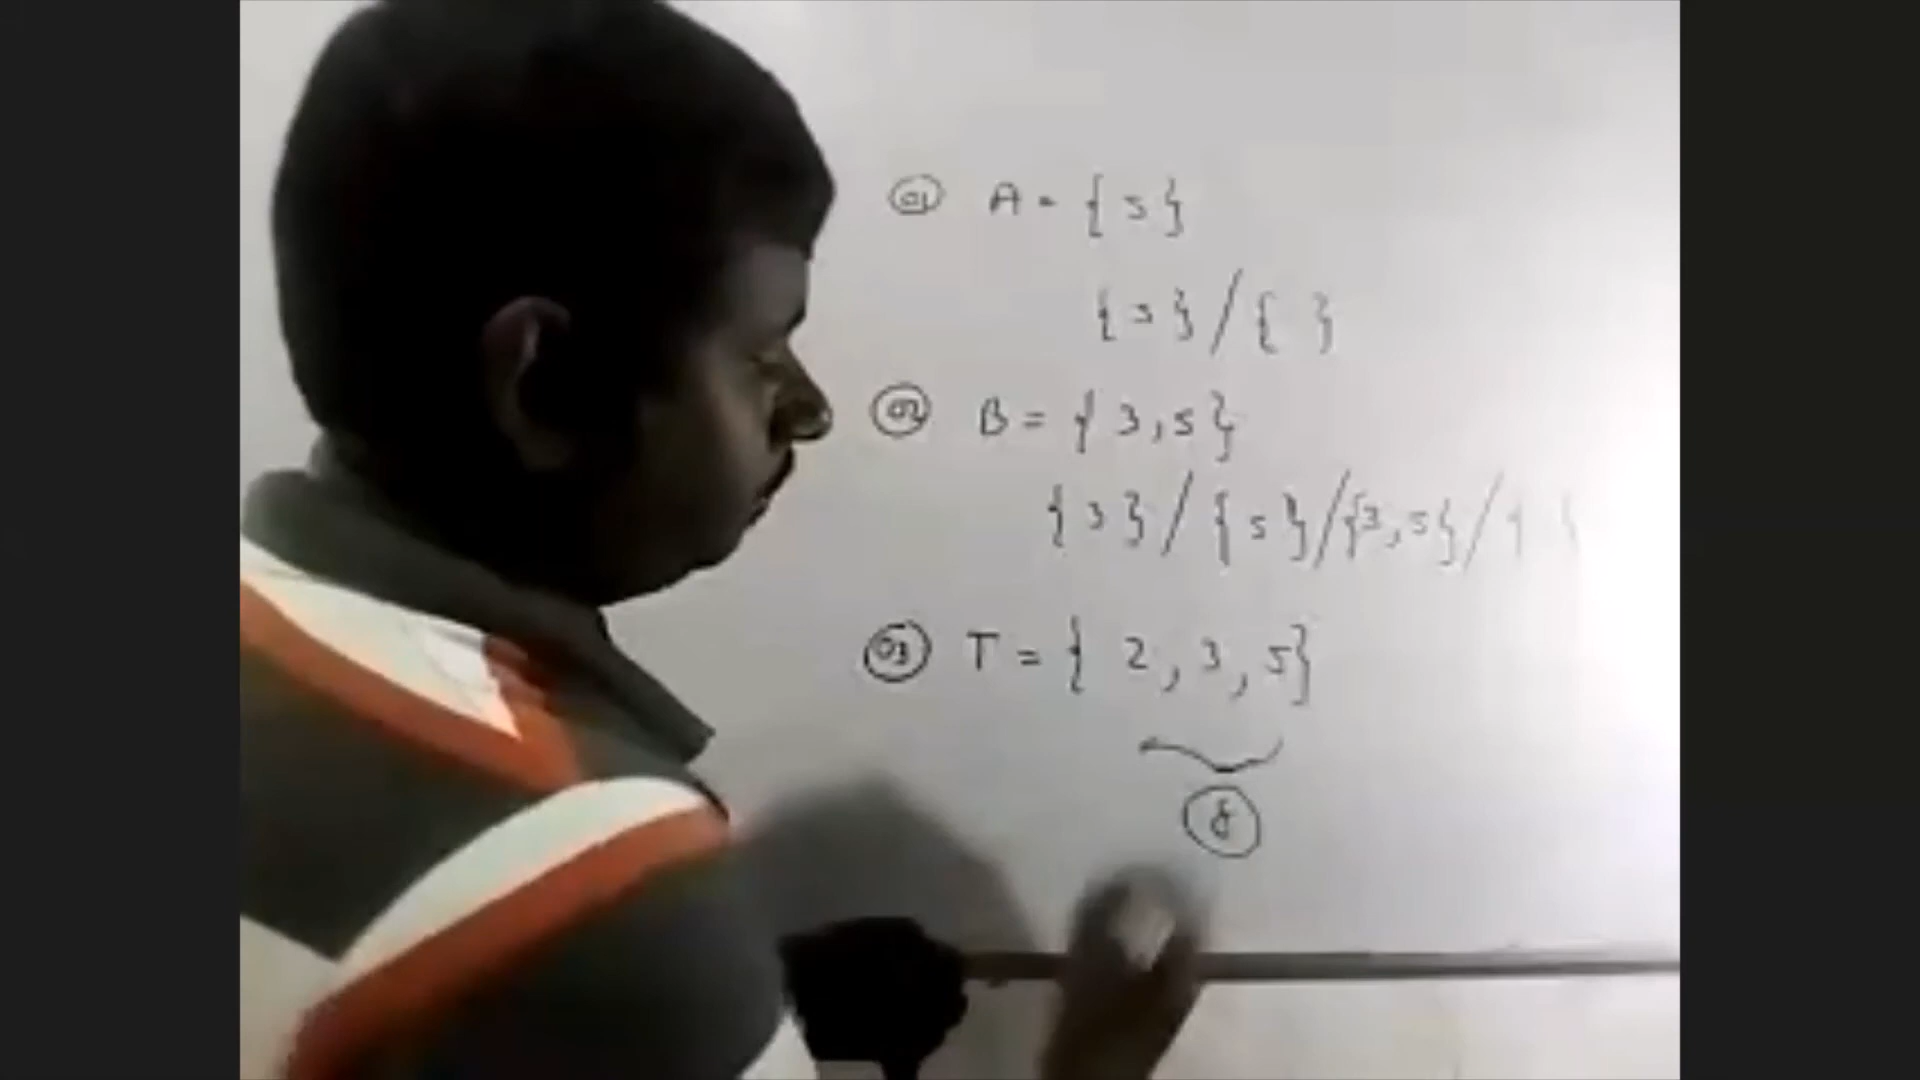 01 A = {5}
{5} / { }
02 B = {3,5}
{3} / {5} / {3,5} / { }
03 T = {2, 3, 5}
8